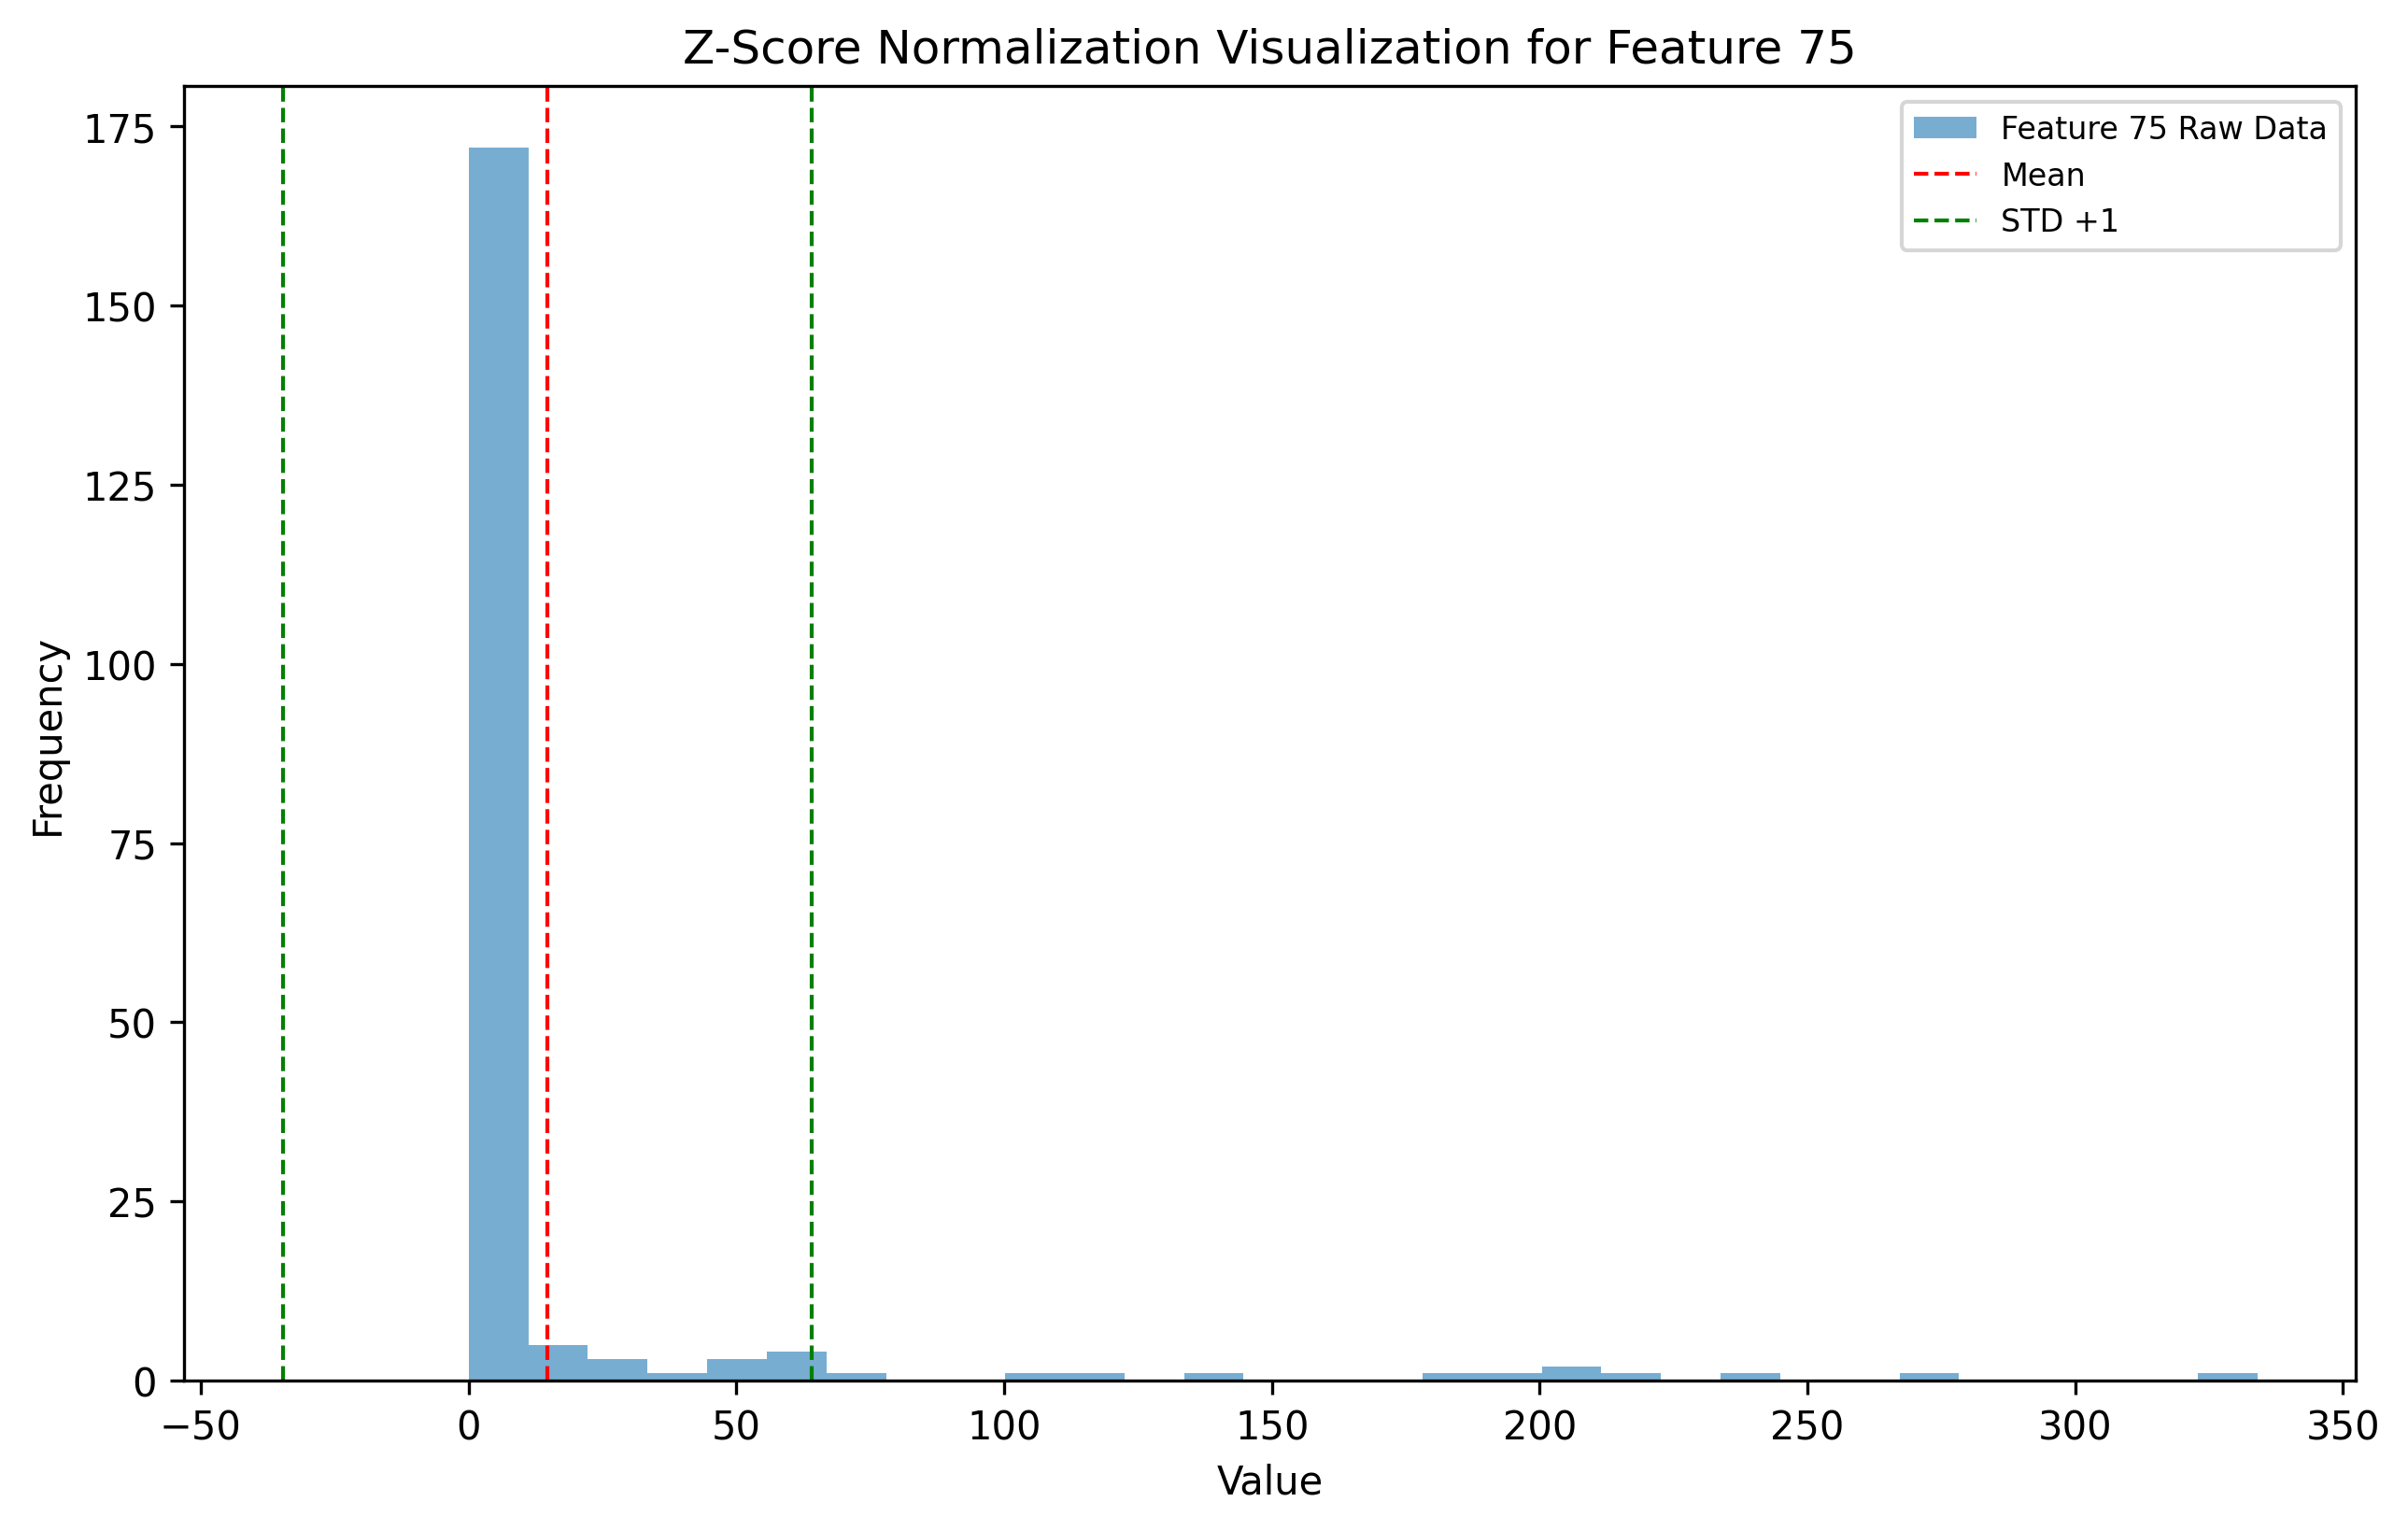 Z-Score Normalization Visualization for Feature 75
Feature 75 Raw Data
Mean
STD +1
175
150
125
100
75
50
25
0
Frequency
−50
0
50
100
150
200
250
300
350
Value